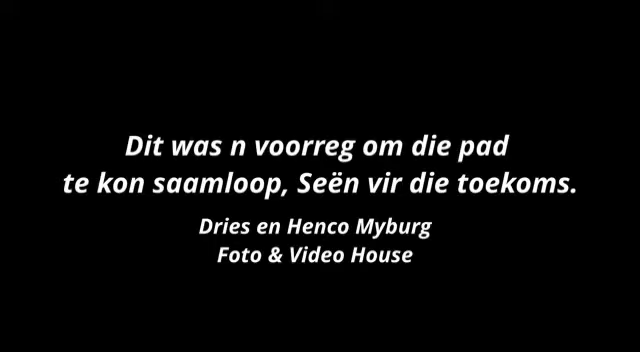 Dit was n voorreg om die pad
te kon saamloop, Seën vir die toekoms.
Dries en Henco Myburg
Foto & Video House